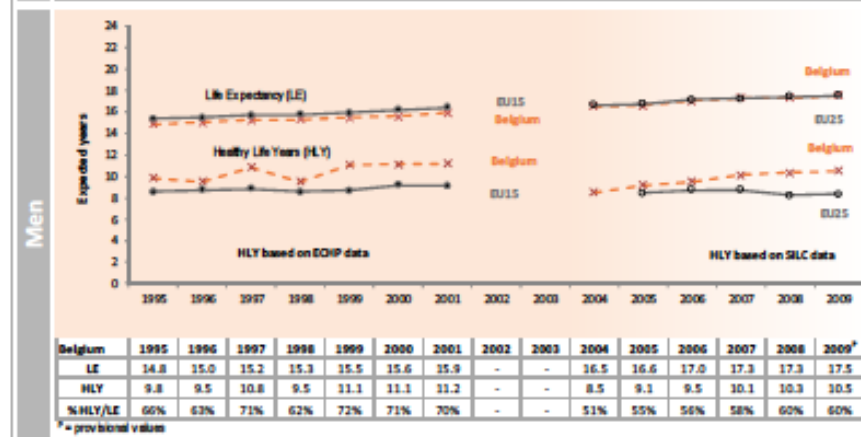 Men
Expected years
24
22
20
18
16
14
12
10
8
6
4
2
0
Life Expectancy (LE)
EU15
Belgium
Belgium
EU25
Healthy Life Years (HLY)
Belgium
EU15
Belgium
EU25
HLY based on ECHP data
HLY based on SILC data
1995 1996 1997 1998 1999 2000 2001 2002 2003 2004 2005 2006 2007 2008 2009
Belgium 1995 1996 1997 1998 1999 2000 2001 2002 2003 2004 2005 2006 2007 2008 2009ᴾ
LE 14.8 15.0 15.2 15.3 15.5 15.6 15.9 - - 16.5 16.6 17.0 17.3 17.3 17.5
HLY 9.8 9.5 10.8 9.5 11.1 11.1 11.2 - - 8.5 9.1 9.5 10.1 10.3 10.5
%HLY/LE 66% 63% 71% 62% 72% 71% 70% - - 51% 55% 56% 58% 60% 60%
ᴾ = provisional values